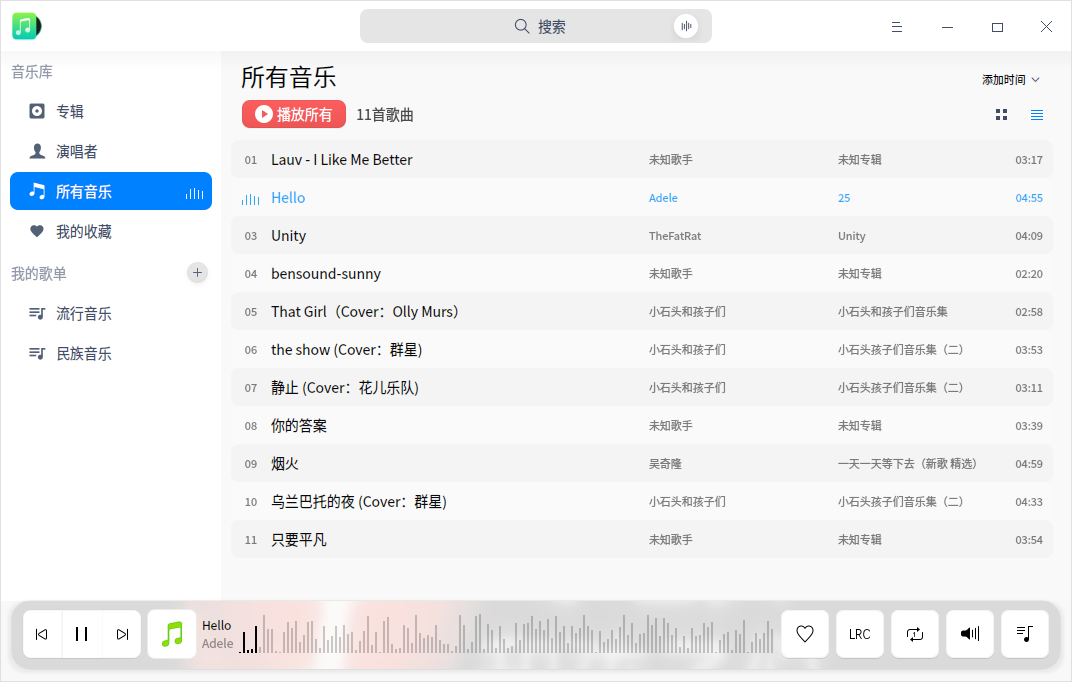 搜索
音乐库
专辑
演唱者
所有音乐
我的收藏
我的歌单
流行音乐
民族音乐
所有音乐
添加时间
播放所有 11首歌曲
01 Lauv - I Like Me Better 未知歌手 未知专辑 03:17
Hello Adele 25 04:55
03 Unity TheFatRat Unity 04:09
04 bensound-sunny 未知歌手 未知专辑 02:20
05 That Girl（Cover：Olly Murs） 小石头和孩子们 小石头和孩子们音乐集 02:58
06 the show (Cover：群星) 小石头和孩子们 小石头孩子们音乐集（二） 03:53
07 静止 (Cover：花儿乐队) 小石头和孩子们 小石头孩子们音乐集（二） 03:11
08 你的答案 未知歌手 未知专辑 03:39
09 烟火 吴奇隆 一天一天等下去（新歌 精选） 04:59
10 乌兰巴托的夜 (Cover：群星) 小石头和孩子们 小石头孩子们音乐集（二） 04:33
11 只要平凡 未知歌手 未知专辑 03:54
Hello
Adele
LRC